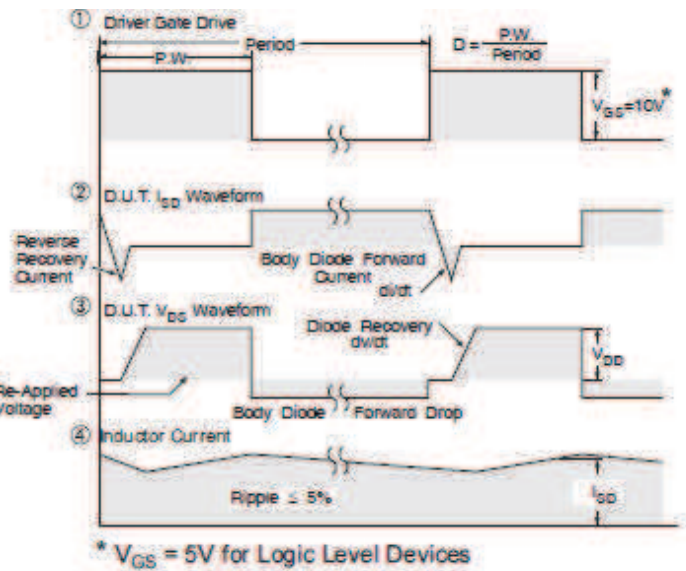 ① Driver Gate Drive
Period
P.W.
D = P.W.
Period
VGS=10V*
② D.U.T. ISD Waveform
Reverse
Recovery
Current
Body Diode Forward
Current
di/dt
③ D.U.T. VDS Waveform
Diode Recovery
dv/dt
VDD
Re-Applied
Voltage
Body Diode
Forward Drop
④ Inductor Current
Ripple ≤ 5%
ISD
* VGS = 5V for Logic Level Devices